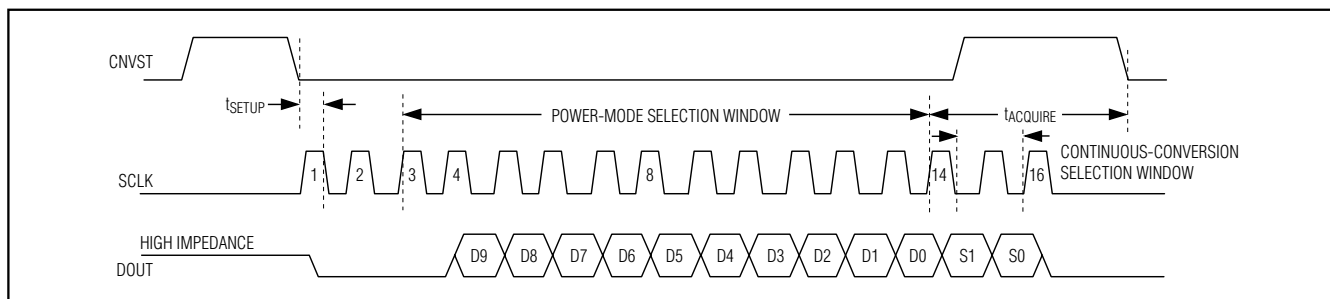 CNVST
tSETUP
POWER-MODE SELECTION WINDOW
tACQUIRE
CONTINUOUS-CONVERSION
SELECTION WINDOW
SCLK
1 2 3 4 8 14 16
HIGH IMPEDANCE
DOUT
D9 D8 D7 D6 D5 D4 D3 D2 D1 D0 S1 S0